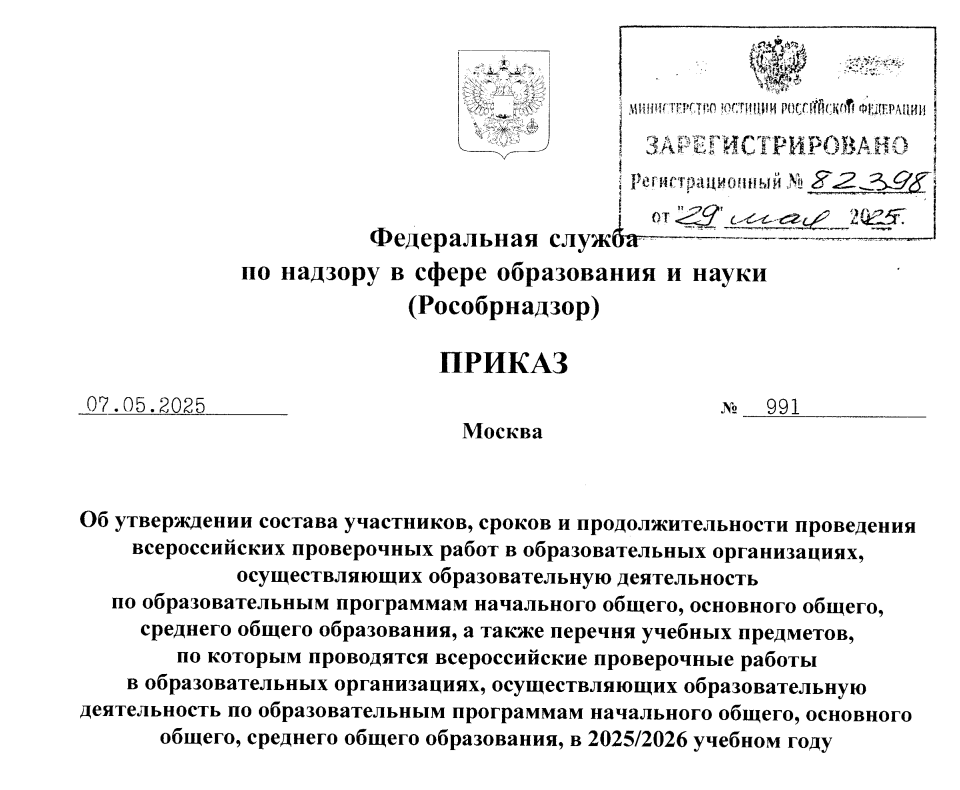 МИНИСТЕРСТВО ЮСТИЦИИ РОССИЙСКОЙ ФЕДЕРАЦИИ
ЗАРЕГИСТРИРОВАНО
Регистрационный № 82398
от "29" мая 2025г.
Федеральная служба
по надзору в сфере образования и науки
(Рособрнадзор)
ПРИКАЗ
07.05.2025 № 991
Москва
Об утверждении состава участников, сроков и продолжительности проведения
всероссийских проверочных работ в образовательных организациях,
осуществляющих образовательную деятельность
по образовательным программам начального общего, основного общего,
среднего общего образования, а также перечня учебных предметов,
по которым проводятся всероссийские проверочные работы
в образовательных организациях, осуществляющих образовательную
деятельность по образовательным программам начального общего, основного
общего, среднего общего образования, в 2025/2026 учебном году